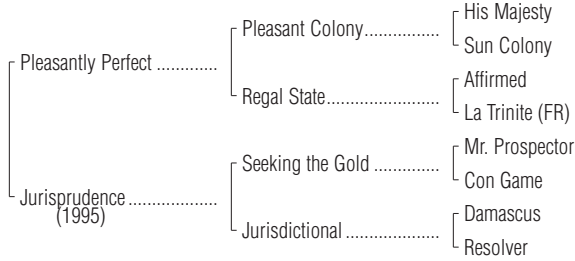 His Majesty
Pleasant Colony................
Sun Colony
Pleasantly Perfect .............
Affirmed
Regal State........................
La Trinite (FR)
Mr. Prospector
Seeking the Gold ..............
Con Game
Jurisprudence ...................
(1995)
Damascus
Jurisdictional ....................
Resolver